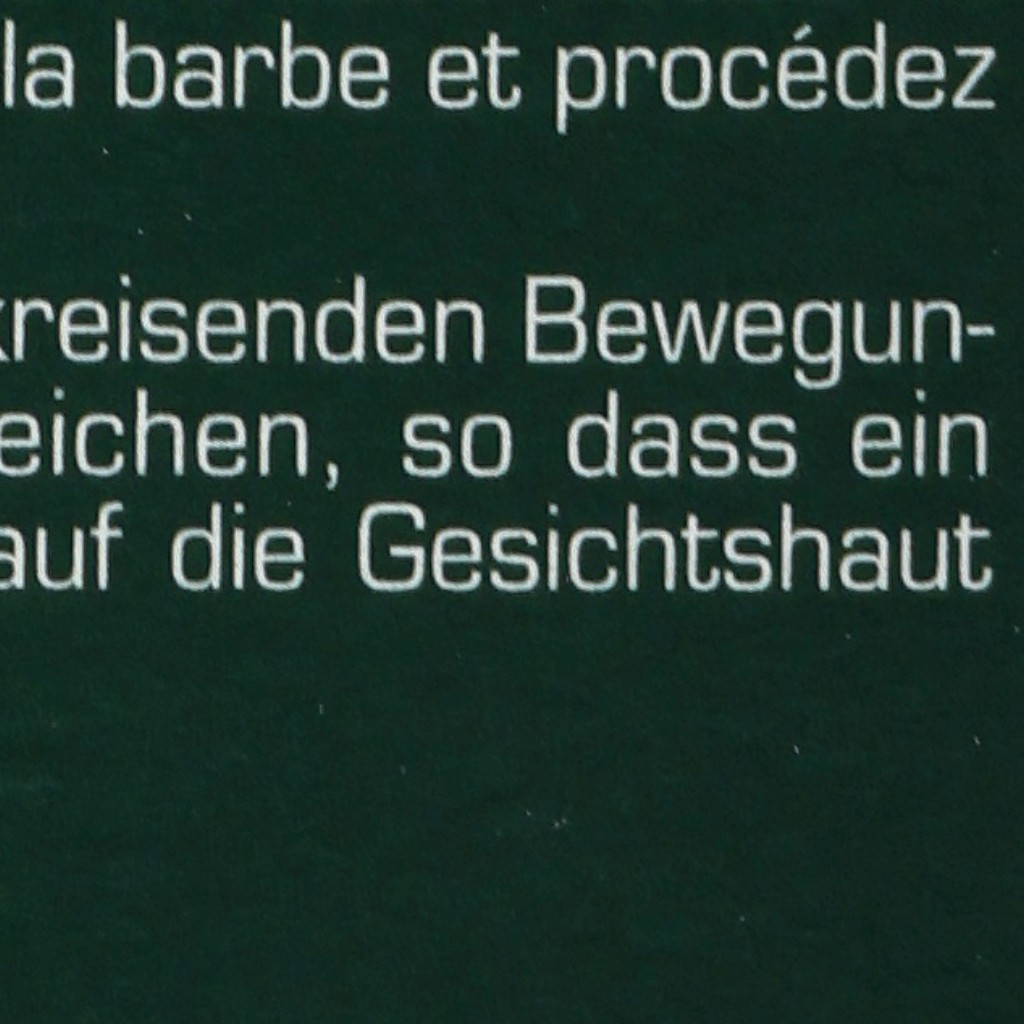 la barbe et procédez
kreisenden Bewegun-
eichen, so dass ein
auf die Gesichtshaut